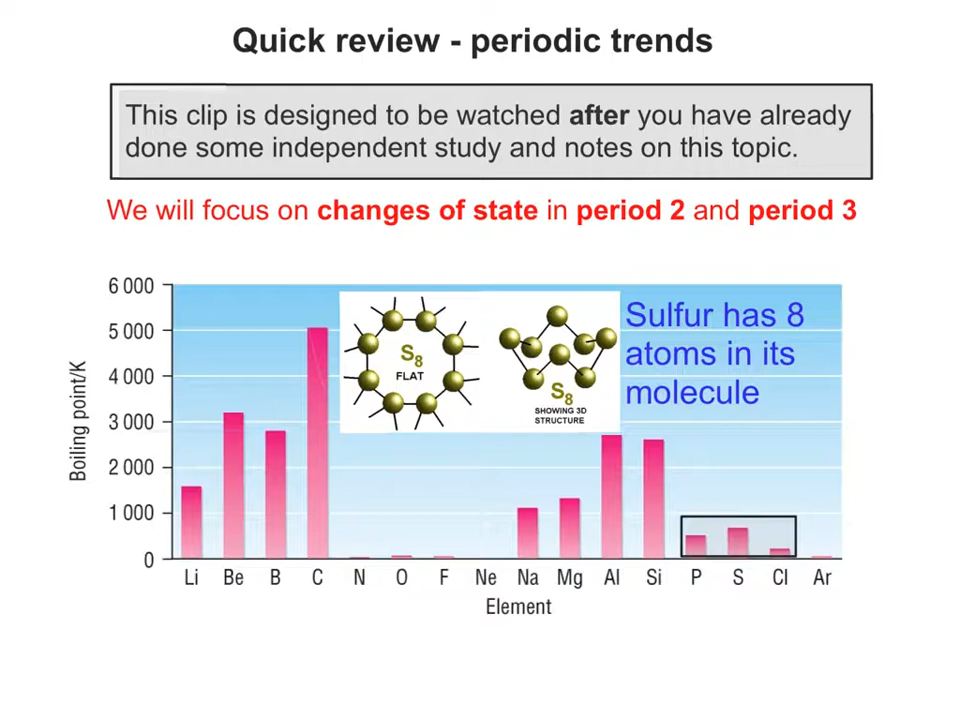 Quick review - periodic trends
This clip is designed to be watched after you have already
done some independent study and notes on this topic.
We will focus on changes of state in period 2 and period 3
Boiling point/K
6 000
5 000
4 000
3 000
2 000
1 000
0
S8
FLAT
S8
SHOWING 3D
STRUCTURE
Sulfur has 8
atoms in its
molecule
Li Be B C N O F Ne Na Mg Al Si P S Cl Ar
Element